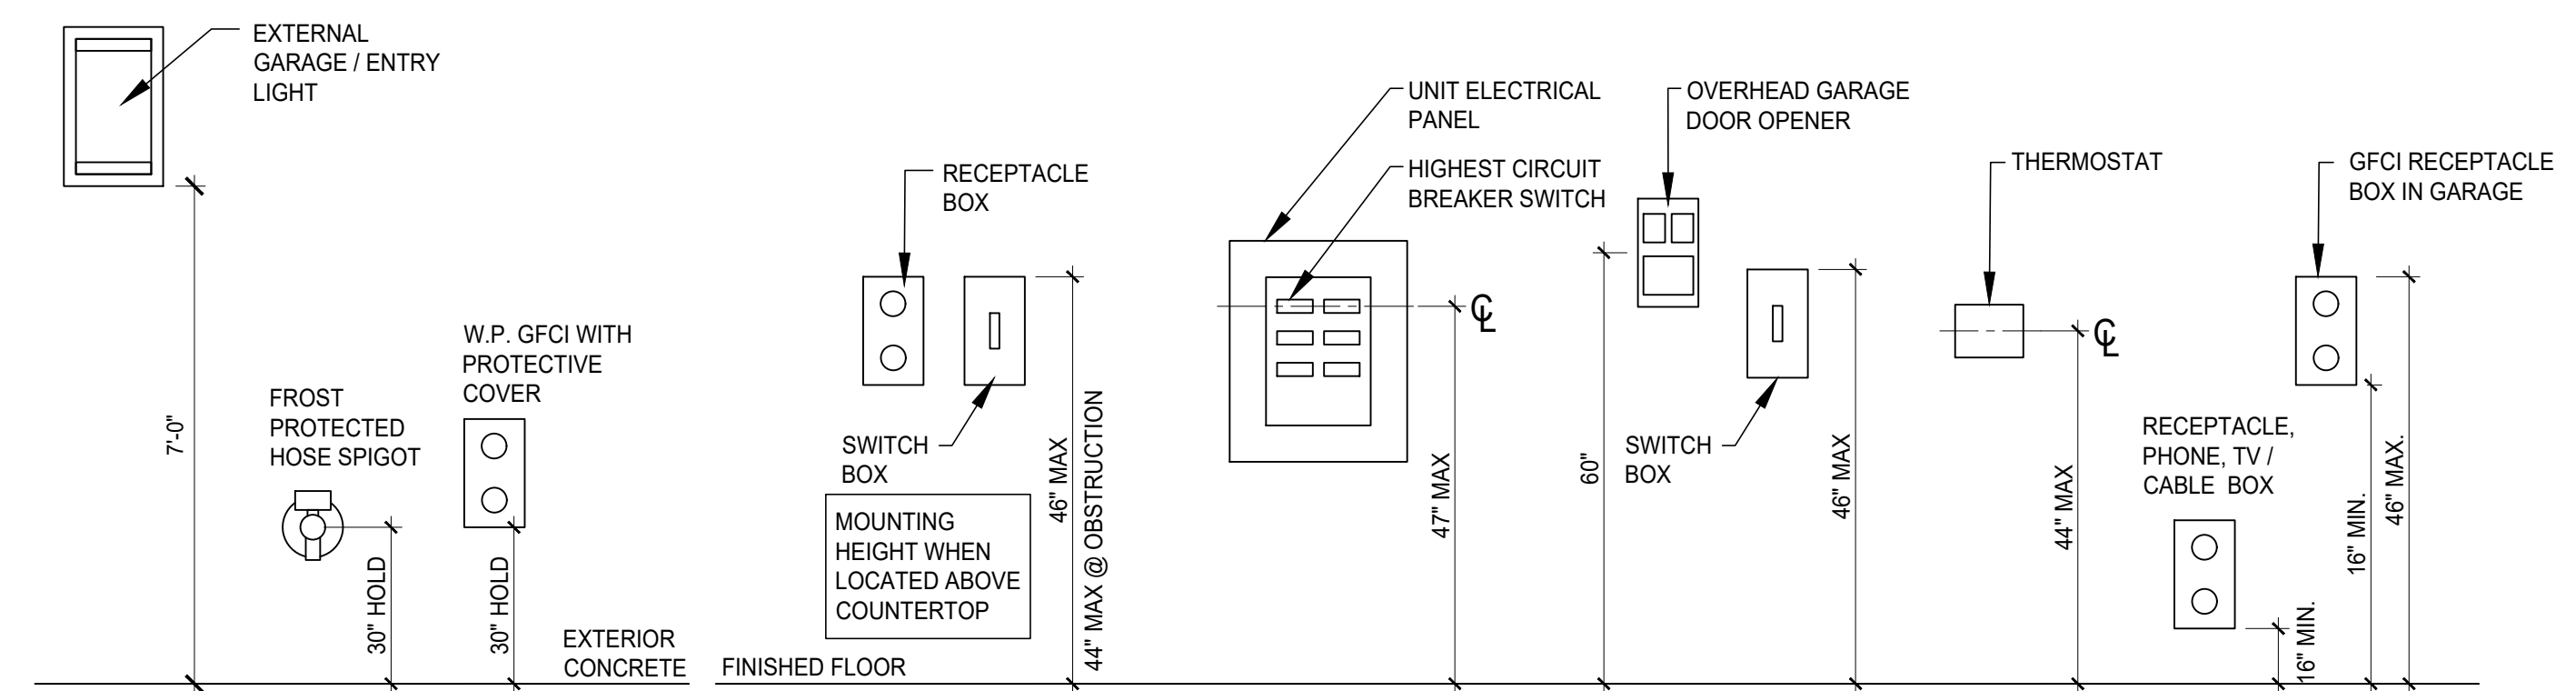 EXTERNAL
GARAGE / ENTRY
LIGHT
7'-0"
FROST
PROTECTED
HOSE SPIGOT
30" HOLD
W.P. GFCI WITH
PROTECTIVE
COVER
30" HOLD
EXTERIOR
CONCRETE
FINISHED FLOOR
RECEPTACLE
BOX
SWITCH
BOX
MOUNTING
HEIGHT WHEN
LOCATED ABOVE
COUNTERTOP
46" MAX
44" MAX @ OBSTRUCTION
UNIT ELECTRICAL
PANEL
HIGHEST CIRCUIT
BREAKER SWITCH
47" MAX
℄
OVERHEAD GARAGE
DOOR OPENER
60"
SWITCH
BOX
46" MAX
THERMOSTAT
44" MAX
℄
RECEPTACLE,
PHONE, TV /
CABLE BOX
16" MIN.
GFCI RECEPTACLE
BOX IN GARAGE
16" MIN.
46" MAX.